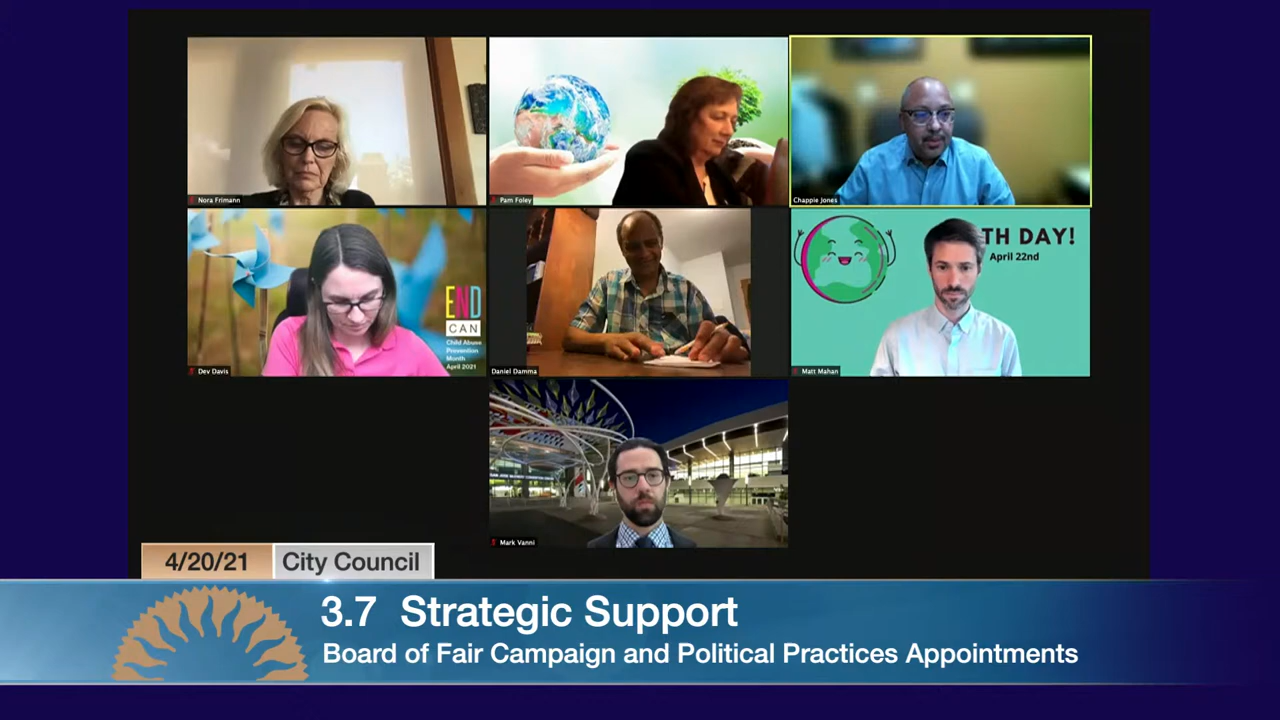 Nora Frimann
Pam Foley
Chappie Jones
TH DAY!
April 22nd
END
CAN
Child Abuse
Prevention
Month
April 2021
Dev Davis
Daniel Damma
Matt Mahan
Mark Vanni
4/20/21 City Council
3.7 Strategic Support
Board of Fair Campaign and Political Practices Appointments